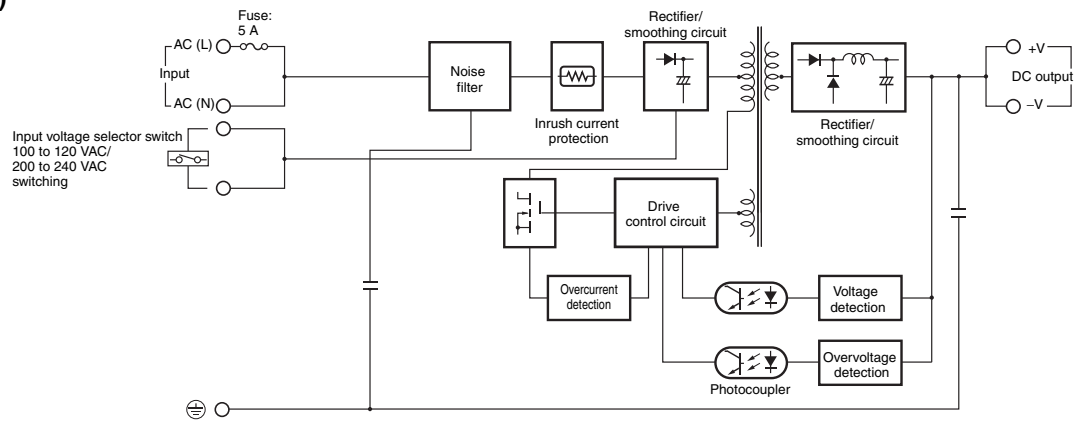 )
Fuse:
5 A
AC (L)
Input
AC (N)
Input voltage selector switch
100 to 120 VAC/
200 to 240 VAC
switching
Noise
filter
Inrush current
protection
Rectifier/
smoothing circuit
Rectifier/
smoothing circuit
+V
DC output
−V
Drive
control circuit
Overcurrent
detection
Voltage
detection
Overvoltage
detection
Photocoupler